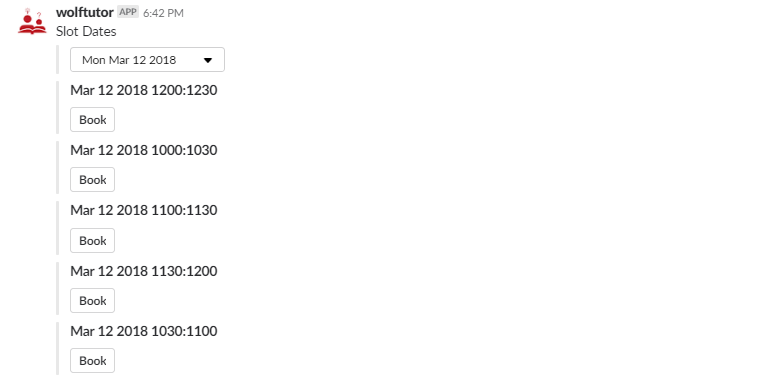 wolftutor APP 6:42 PM
Slot Dates
Mon Mar 12 2018
Mar 12 2018 1200:1230
Book
Mar 12 2018 1000:1030
Book
Mar 12 2018 1100:1130
Book
Mar 12 2018 1130:1200
Book
Mar 12 2018 1030:1100
Book